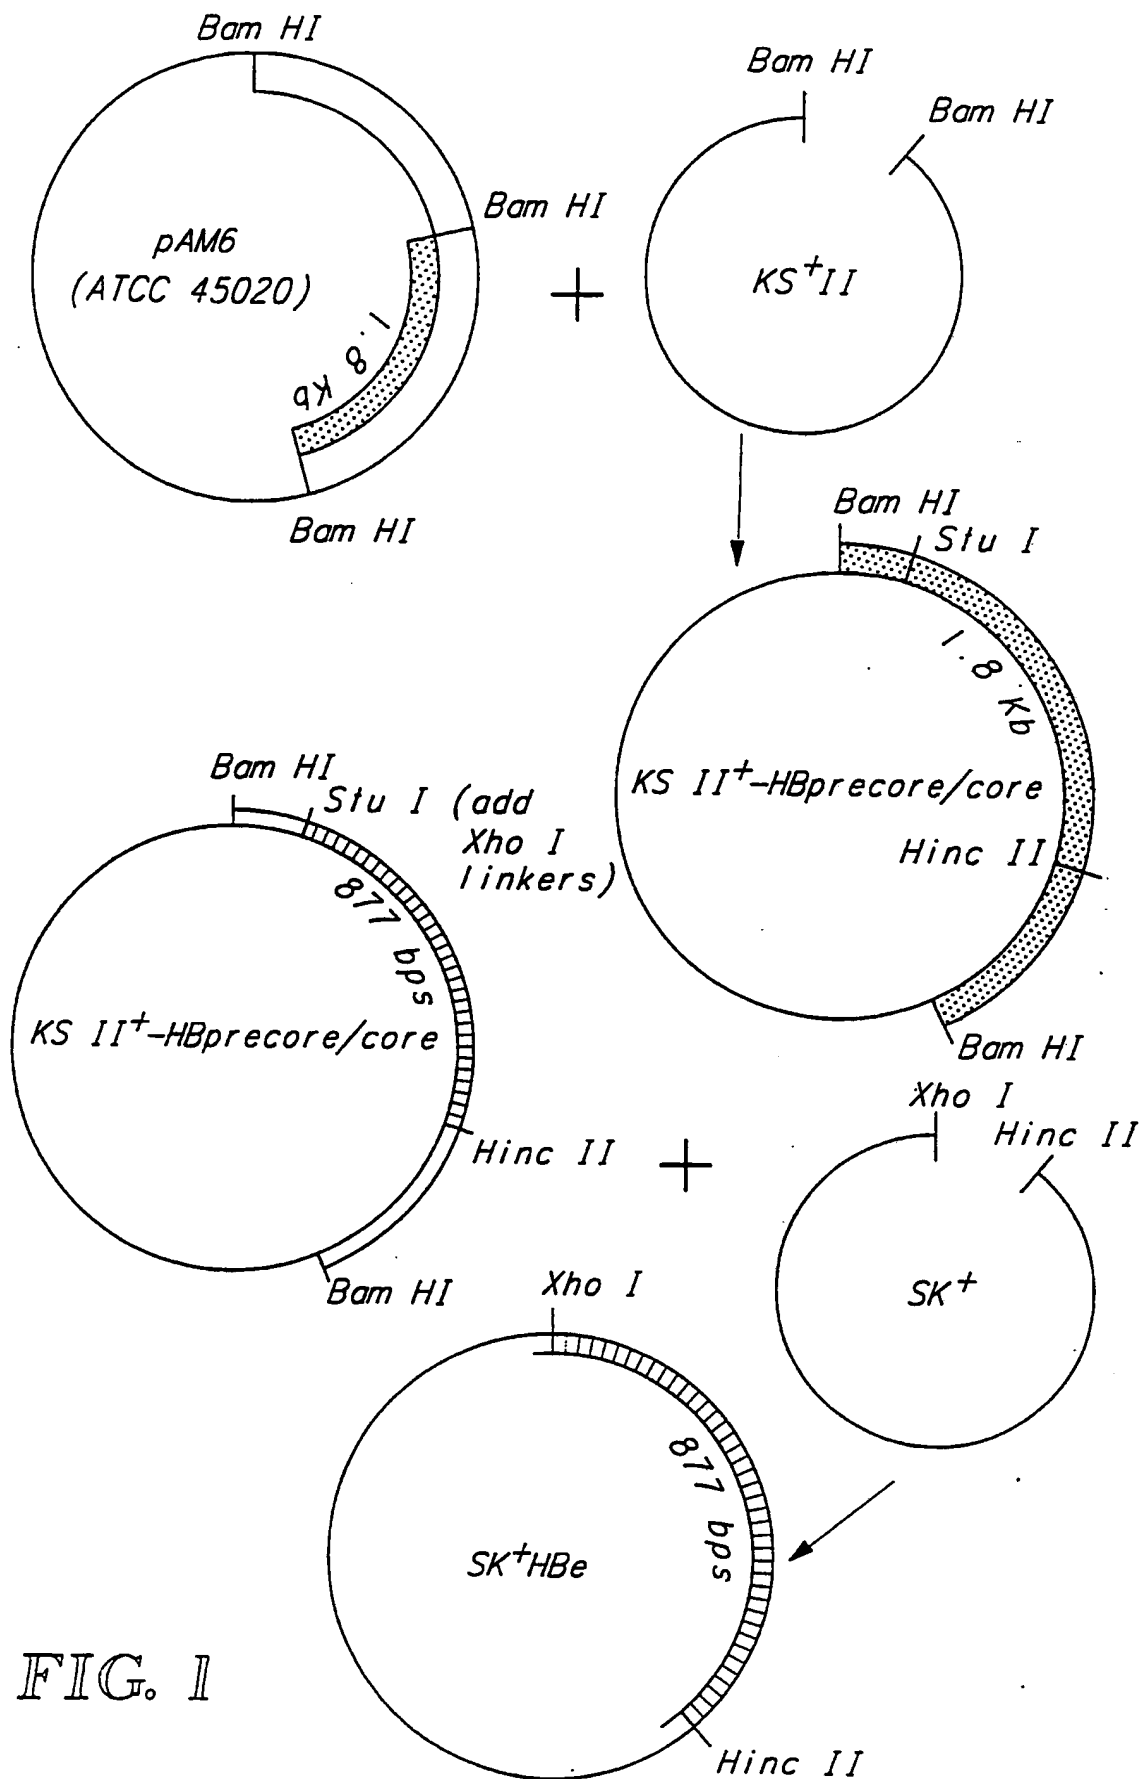 Bam HI
Bam HI
Bam HI
Bam HI
pAM6
(ATCC 45020)
1.8 Kb
+
KS+II
Bam HI
Bam HI
Stu I
1.8 Kb
KS II+-HBprecore/core
Hinc II
Bam HI
Bam HI
Stu I (add
Xho I
linkers)
877 bps
KS II+-HBprecore/core
Hinc II
Bam HI
+
Xho I
Hinc II
SK+
Xho I
877 bps
SK+HBe
Hinc II
FIG. 1